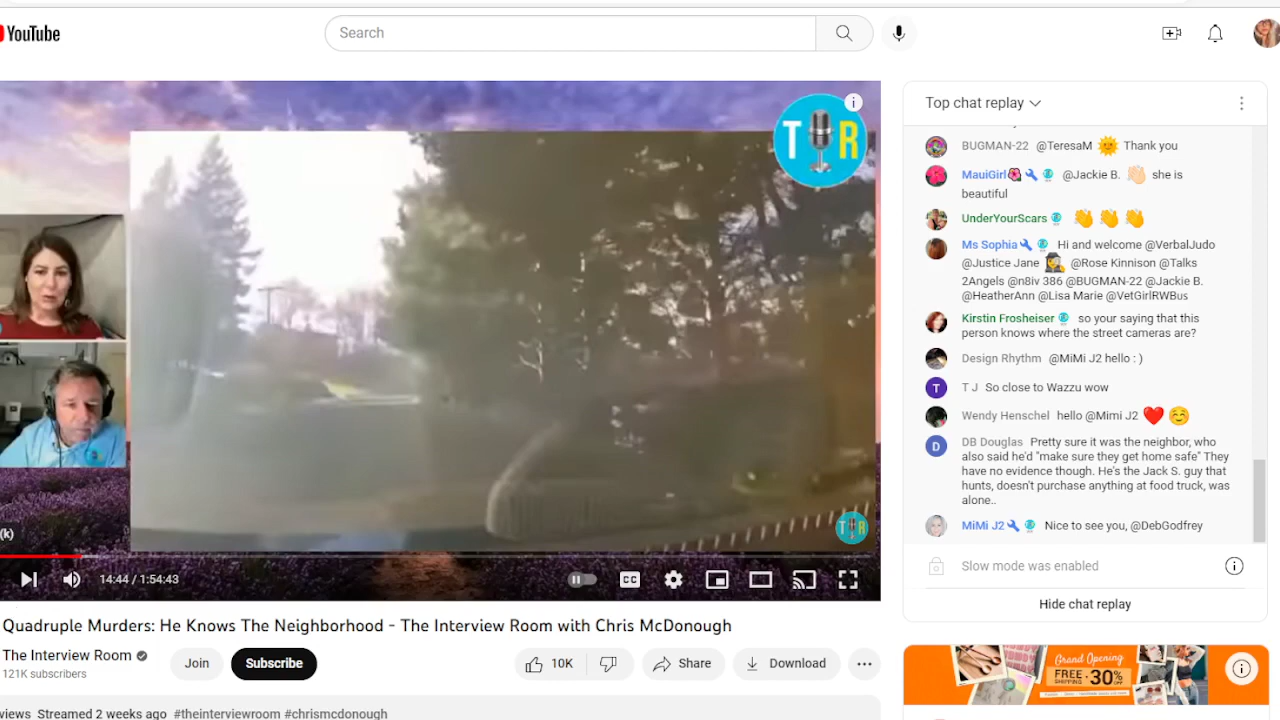 YouTube
Search
T R
(k)
14:44 / 1:54:43
CC
Quadruple Murders: He Knows The Neighborhood - The Interview Room with Chris McDonough
The Interview Room
121K subscribers
Join
Subscribe
10K
Share
Download
views Streamed 2 weeks ago #theinterviewroom #chrismcdonough
Top chat replay
BUGMAN-22 @TeresaM 🌞 Thank you
MauiGirl🌺 @Jackie B. 👏🏻 she is
beautiful
UnderYourScars 👏 👏 👏
Ms Sophia Hi and welcome @VerbalJudo
@Justice Jane 🕵️‍♀️ @Rose Kinnison @Talks
2Angels @n8iv 386 @BUGMAN-22 @Jackie B.
@HeatherAnn @Lisa Marie @VetGirlRWBus
Kirstin Frosheiser so your saying that this
person knows where the street cameras are?
Design Rhythm @MiMi J2 hello : )
T
T J So close to Wazzu wow
Wendy Henschel hello @Mimi J2 ❤️ ☺️
D
DB Douglas Pretty sure it was the neighbor, who
also said he'd "make sure they get home safe" They
have no evidence though. He's the Jack S. guy that
hunts, doesn't purchase anything at food truck, was
alone..
MiMi J2 Nice to see you, @DebGodfrey
Slow mode was enabled
Hide chat replay
Grand Opening
FREE SHIPPING · 30% OFF